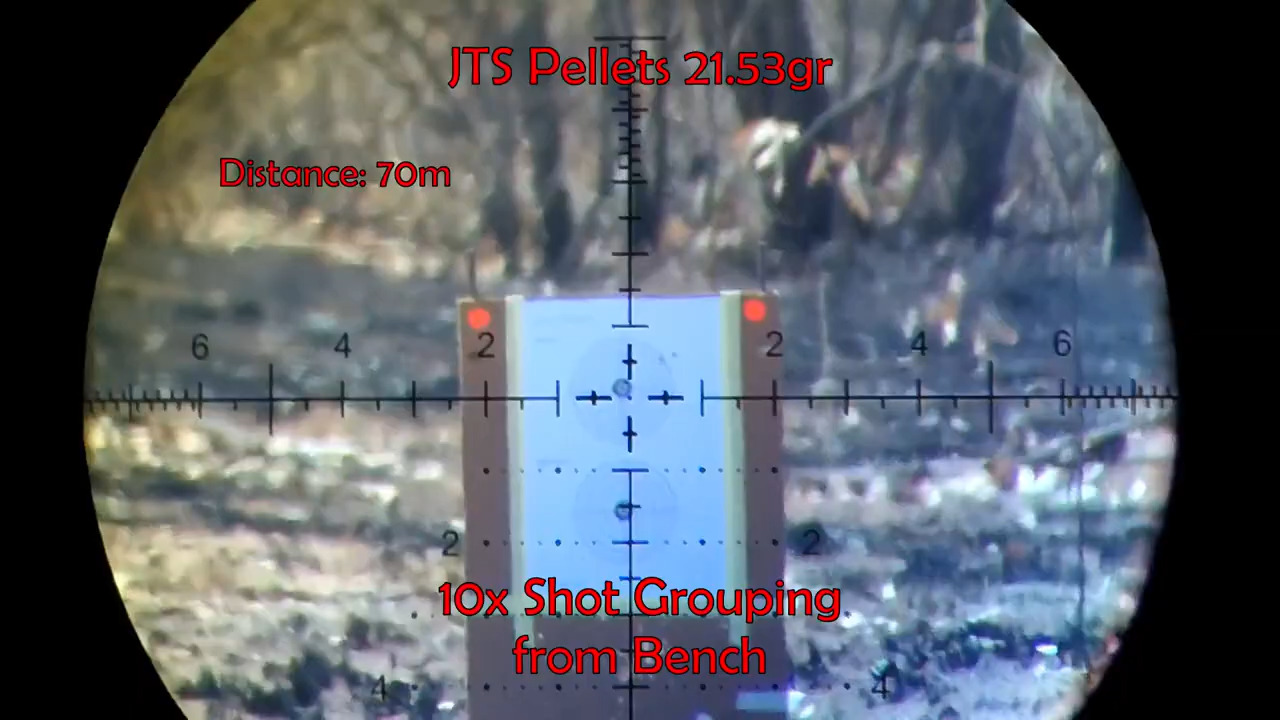 JTS Pellets 21.53gr
Distance: 70m
6 4 2 2 4 6
2 2
10x Shot Grouping
from Bench
4 4